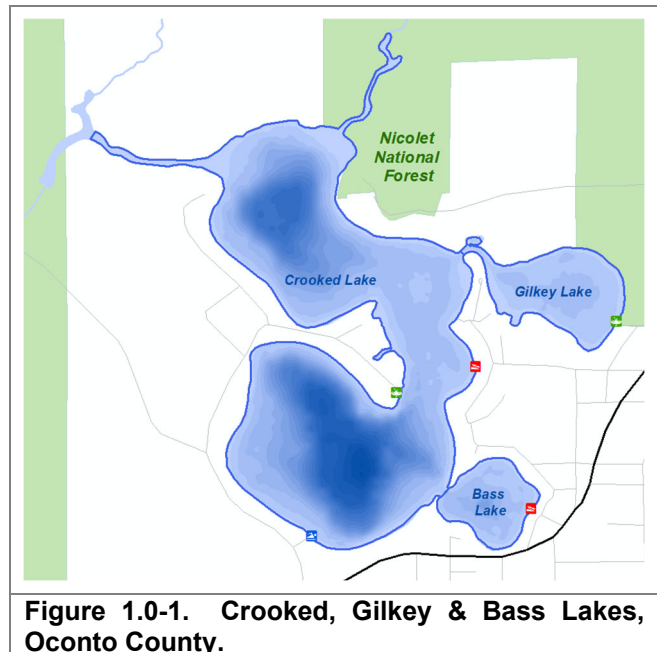 Nicolet
National
Forest
Crooked Lake
Gilkey Lake
Bass
Lake
Figure 1.0-1. Crooked, Gilkey & Bass Lakes,
Oconto County.